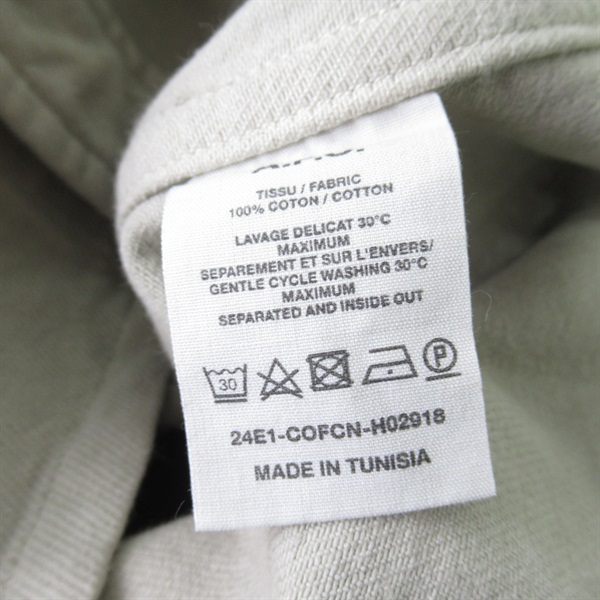 A.P.C.
TISSU / FABRIC
100% COTON / COTTON
LAVAGE DELICAT 30°C
MAXIMUM
SEPAREMENT ET SUR L'ENVERS/
GENTLE CYCLE WASHING 30°C
MAXIMUM
SEPARATED AND INSIDE OUT
30 P
24E1-COFCN-H02918
MADE IN TUNISIA